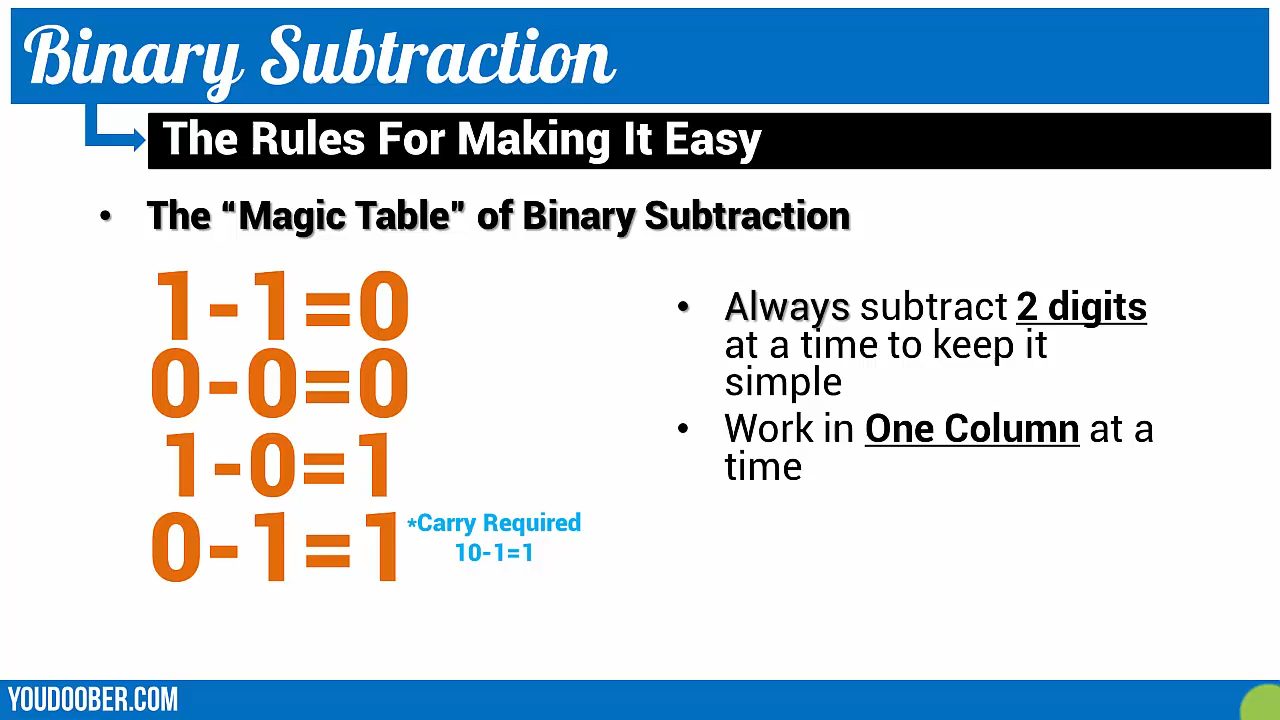 Binary Subtraction
The Rules For Making It Easy
• The “Magic Table” of Binary Subtraction
1-1=0
0-0=0
1-0=1
0-1=1
*Carry Required
10-1=1
• Always subtract 2 digits
at a time to keep it
simple
• Work in One Column at a
time
YOUDOOBER.COM